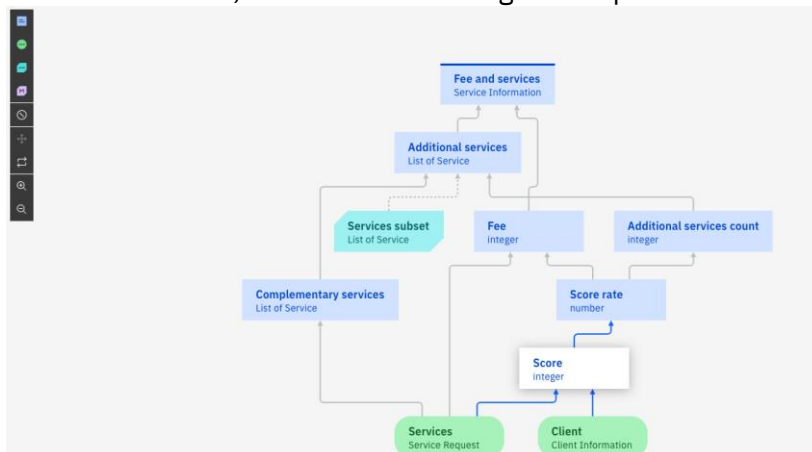 Fee and services
Service Information
Additional services
List of Service
Services subset
List of Service
Fee
integer
Additional services count
integer
Complementary services
List of Service
Score rate
number
Score
integer
Services
Service Request
Client
Client Information